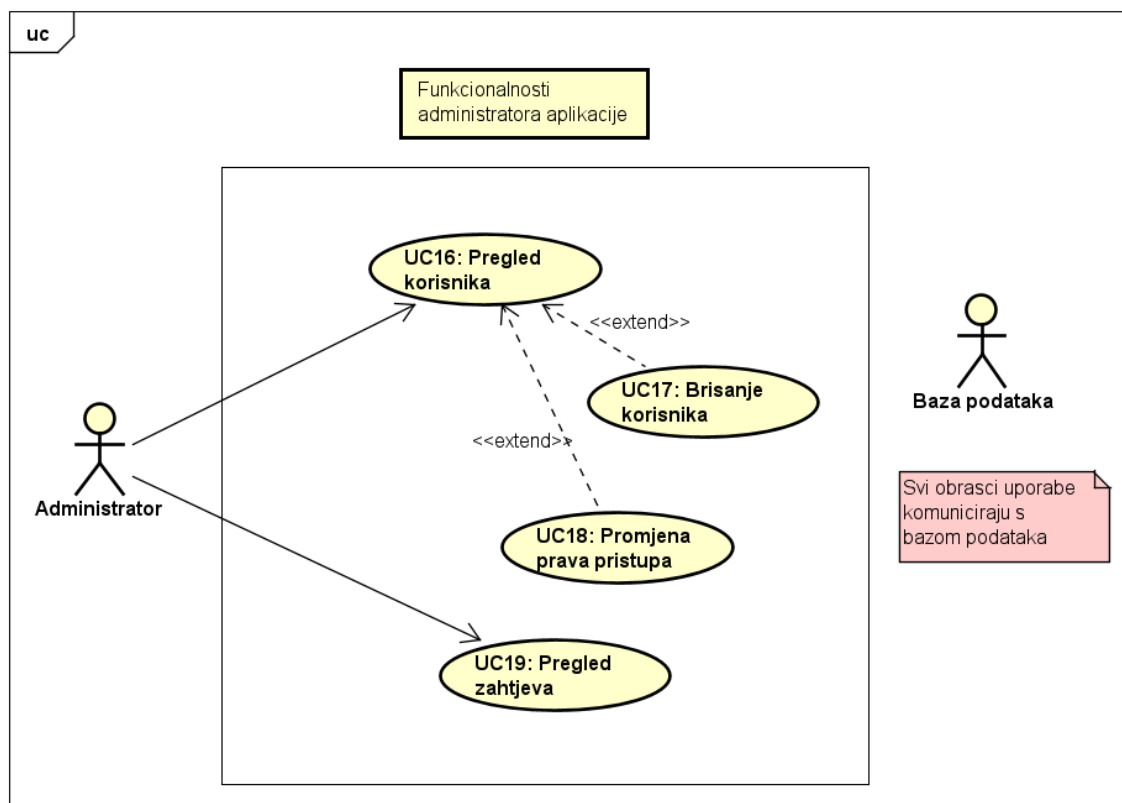 uc
Funkcionalnosti
administratora aplikacije
UC16: Pregled
korisnika
<<extend>>
UC17: Brisanje
korisnika
Baza podataka
<<extend>>
Administrator
Svi obrasci uporabe
komuniciraju s
bazom podataka
UC18: Promjena
prava pristupa
UC19: Pregled
zahtjeva